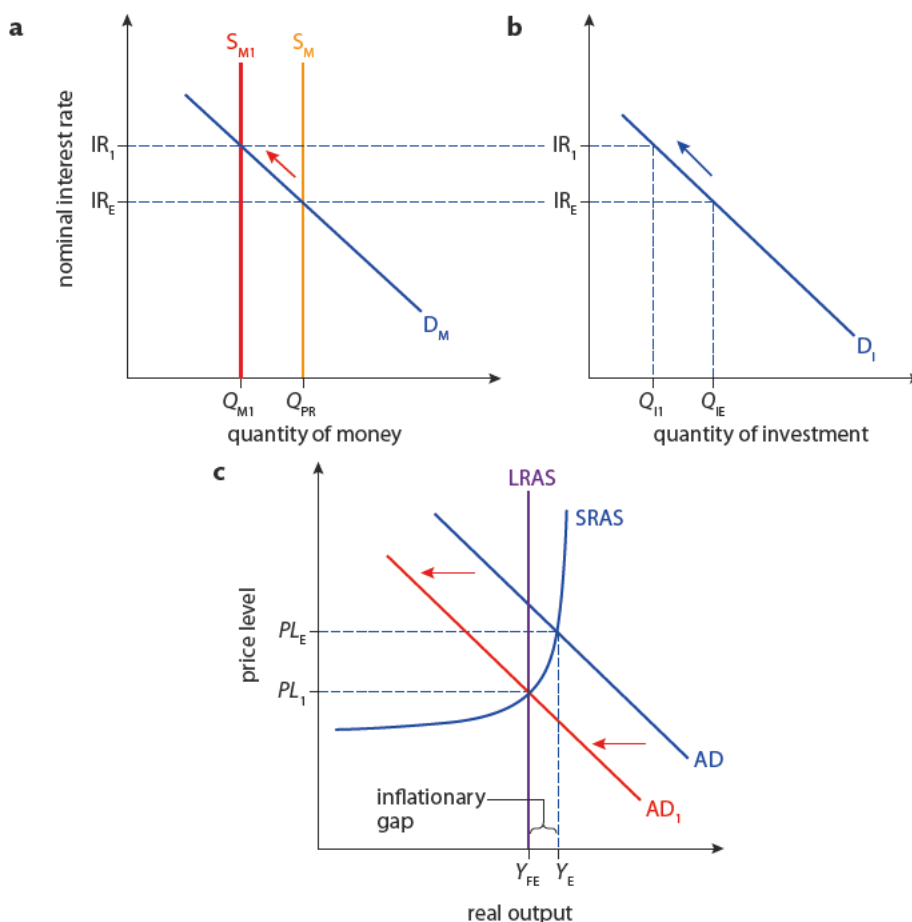 a
S_M1
S_M
nominal interest rate
IR_1
IR_E
D_M
Q_M1
Q_PR
quantity of money
b
IR_1
IR_E
D_I
Q_I1
Q_IE
quantity of investment
c
LRAS
SRAS
price level
PL_E
PL_1
AD
AD_1
inflationary
gap
Y_FE
Y_E
real output